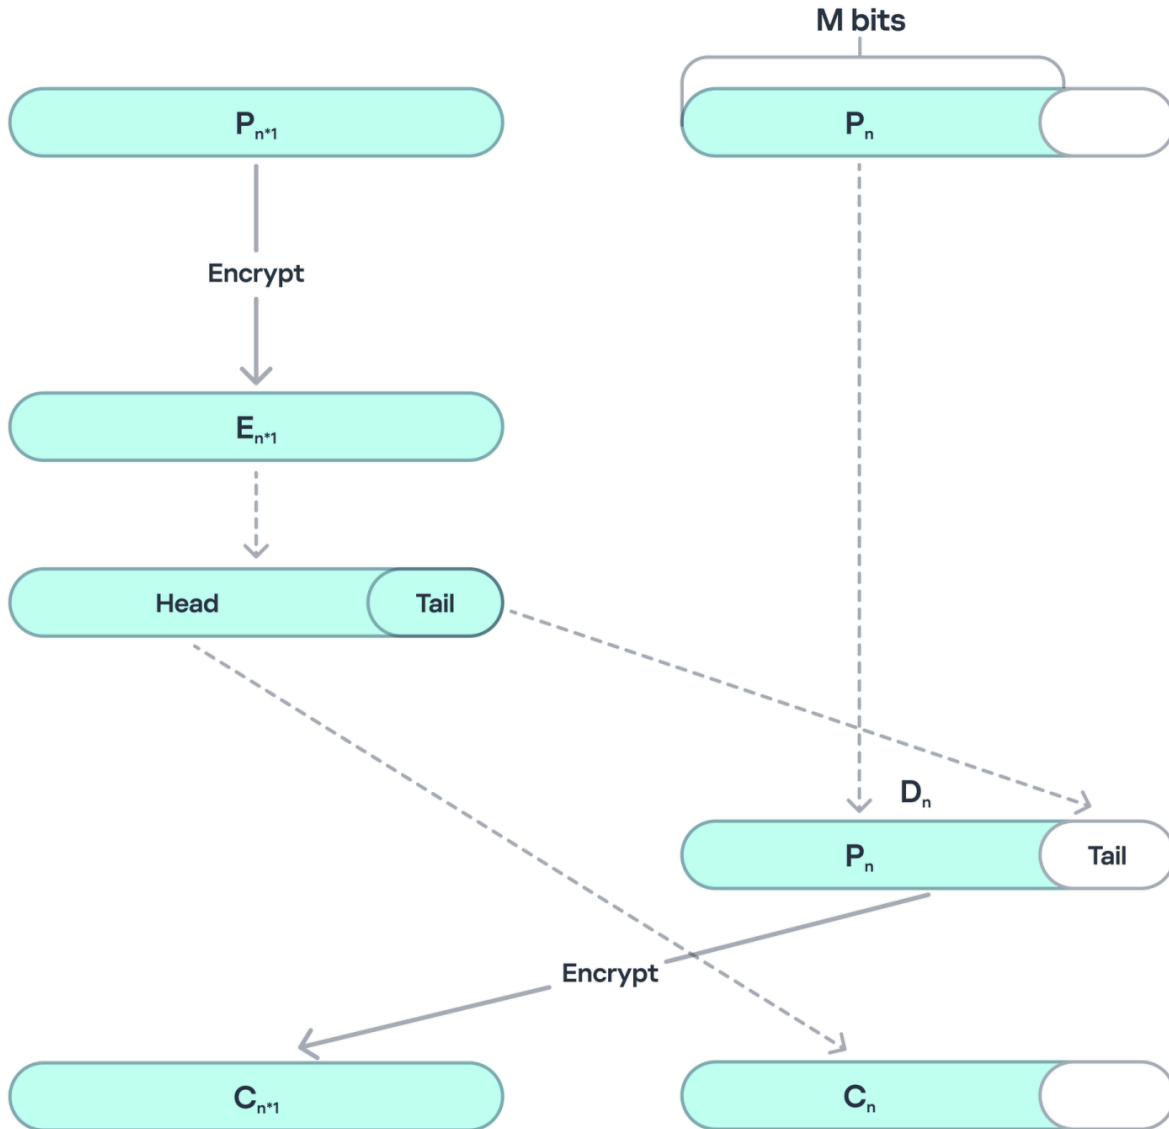 M bits
Pn*1
Pn
Encrypt
En*1
Head
Tail
Dn
Pn
Tail
Encrypt
Cn*1
Cn